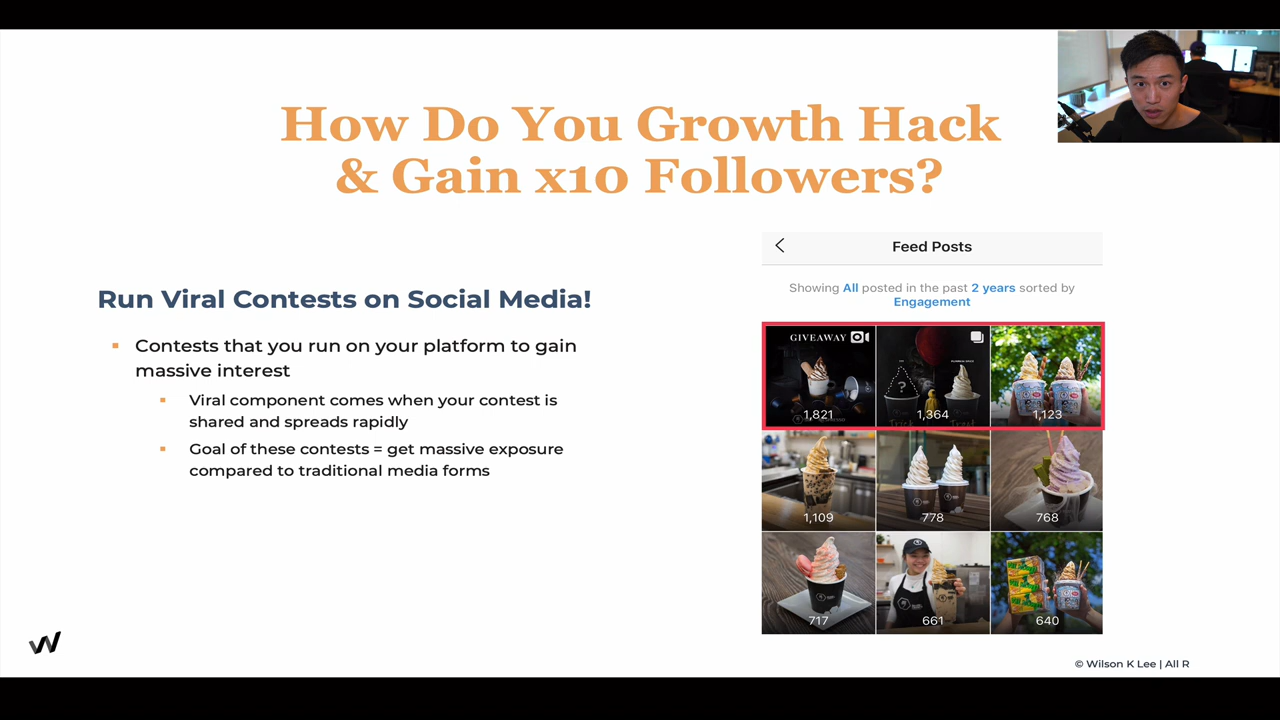 How Do You Growth Hack
& Gain x10 Followers?
Run Viral Contests on Social Media!
Contests that you run on your platform to gain
massive interest
Viral component comes when your contest is
shared and spreads rapidly
Goal of these contests = get massive exposure
compared to traditional media forms
Feed Posts
Showing All posted in the past 2 years sorted by
Engagement
GIVEAWAY
1,821
?
Trick
Treat
1,364
1,123
1,109
778
768
717
661
640
© Wilson K Lee | All R